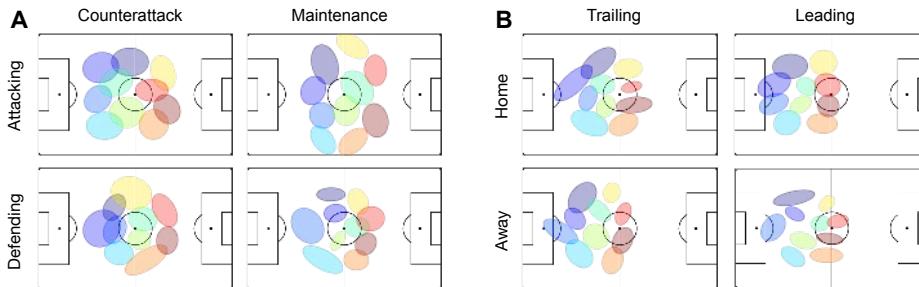 A Counterattack Maintenance B Trailing Leading
Attacking
Home
Defending
Away